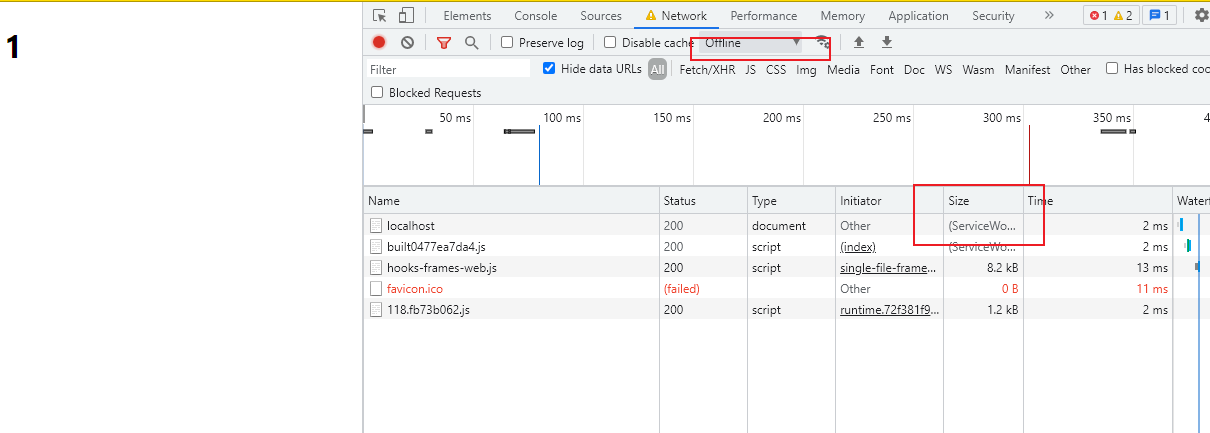 1
Elements Console Sources Network Performance Memory Application Security » 1 2 1
Preserve log Disable cache Offline
Filter Hide data URLs All Fetch/XHR JS CSS Img Media Font Doc WS Wasm Manifest Other Has blocked coo
Blocked Requests
50 ms 100 ms 150 ms 200 ms 250 ms 300 ms 350 ms 4
Name Status Type Initiator Size Time Waterf
localhost 200 document Other (ServiceWo... 2 ms
built0477ea7da4.js 200 script (index) (ServiceWo... 2 ms
hooks-frames-web.js 200 script single-file-frame... 8.2 kB 13 ms
favicon.ico (failed) Other 0 B 11 ms
118.fb73b062.js 200 script runtime.72f381f9... 1.2 kB 2 ms